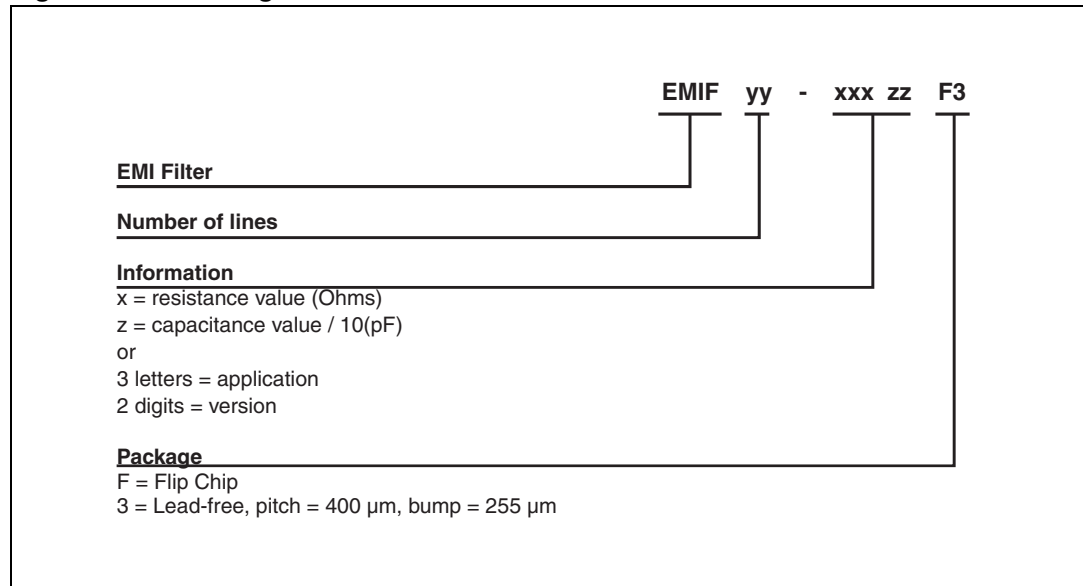 EMIF yy - xxx zz F3
EMI Filter
Number of lines
Information
x = resistance value (Ohms)
z = capacitance value / 10(pF)
or
3 letters = application
2 digits = version
Package
F = Flip Chip
3 = Lead-free, pitch = 400 µm, bump = 255 µm